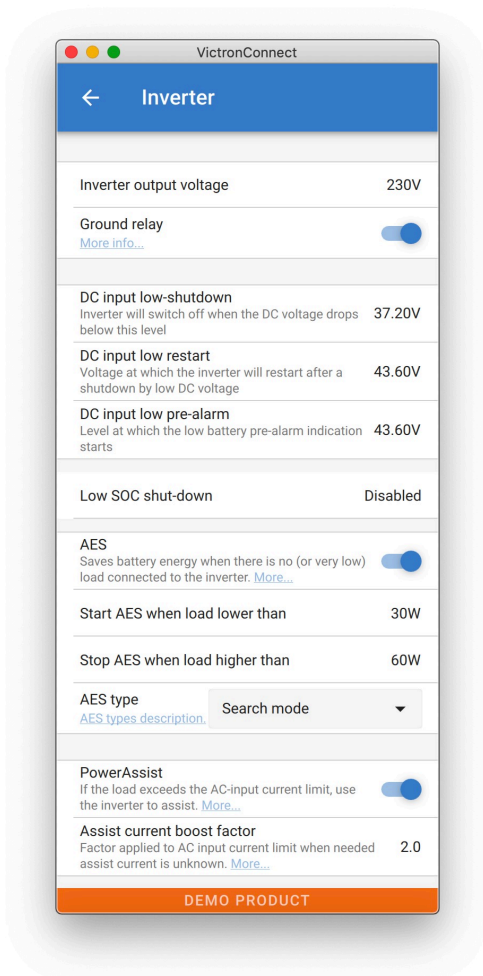 VictronConnect
Inverter
Inverter output voltage 230V
Ground relay
More info...
DC input low-shutdown
Inverter will switch off when the DC voltage drops 37.20V
below this level
DC input low restart
Voltage at which the inverter will restart after a 43.60V
shutdown by low DC voltage
DC input low pre-alarm
Level at which the low battery pre-alarm indication 43.60V
starts
Low SOC shut-down Disabled
AES
Saves battery energy when there is no (or very low)
load connected to the inverter. More...
Start AES when load lower than 30W
Stop AES when load higher than 60W
AES type
AES types description. Search mode
PowerAssist
If the load exceeds the AC-input current limit, use
the inverter to assist. More...
Assist current boost factor
Factor applied to AC input current limit when needed 2.0
assist current is unknown. More...
DEMO PRODUCT